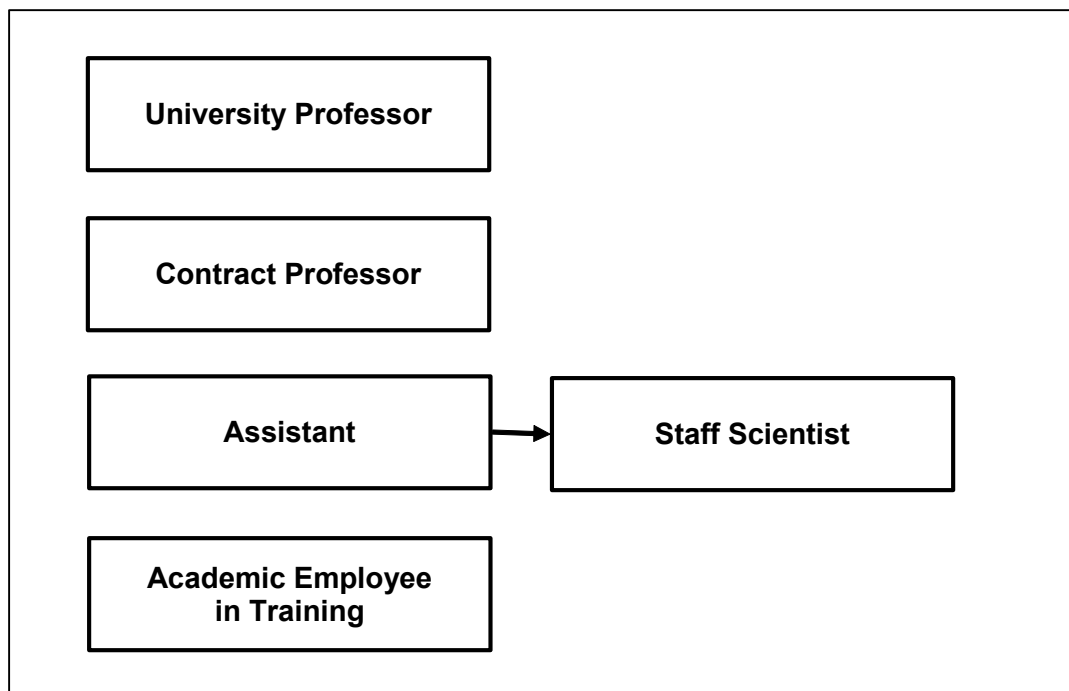 University Professor
Contract Professor
Assistant
Staff Scientist
Academic Employee
in Training